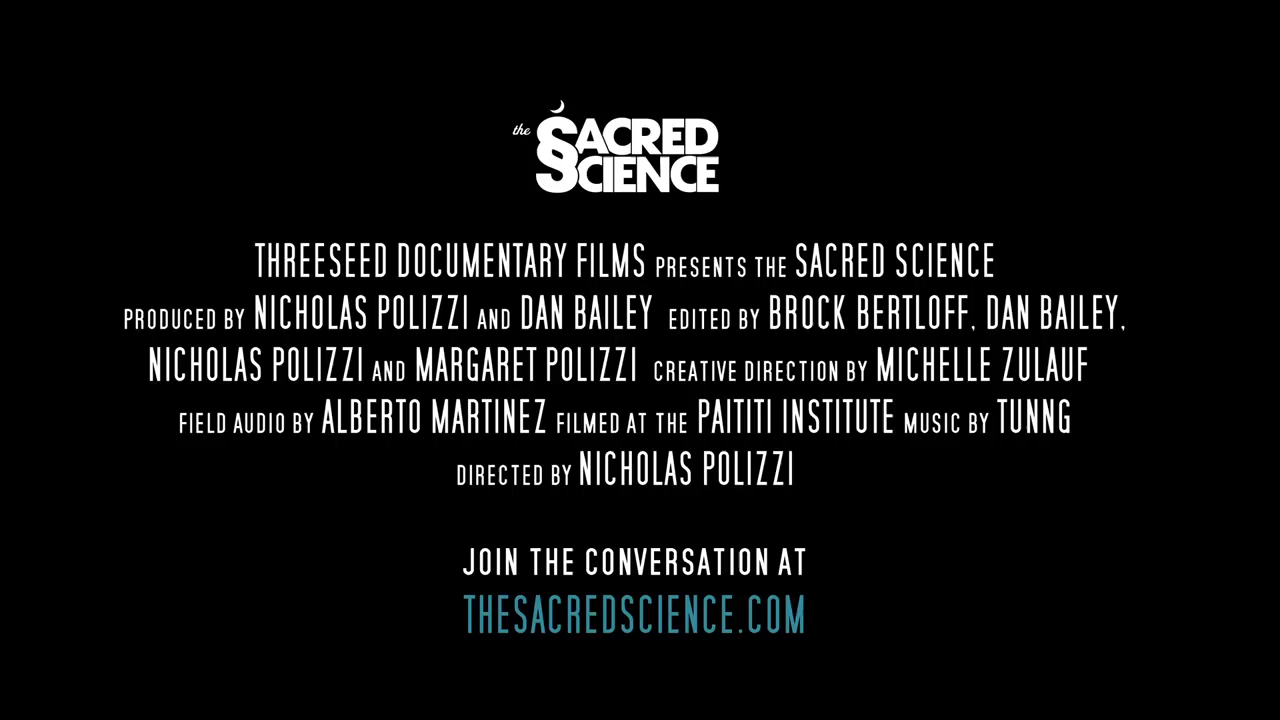 the SACRED
SCIENCE
THREESEED DOCUMENTARY FILMS PRESENTS THE SACRED SCIENCE
PRODUCED BY NICHOLAS POLIZZI AND DAN BAILEY EDITED BY BROCK BERTLOFF, DAN BAILEY,
NICHOLAS POLIZZI AND MARGARET POLIZZI CREATIVE DIRECTION BY MICHELLE ZULAUF
FIELD AUDIO BY ALBERTO MARTINEZ FILMED AT THE PAITITI INSTITUTE MUSIC BY TUNNG
DIRECTED BY NICHOLAS POLIZZI
JOIN THE CONVERSATION AT
THESACREDSCIENCE.COM